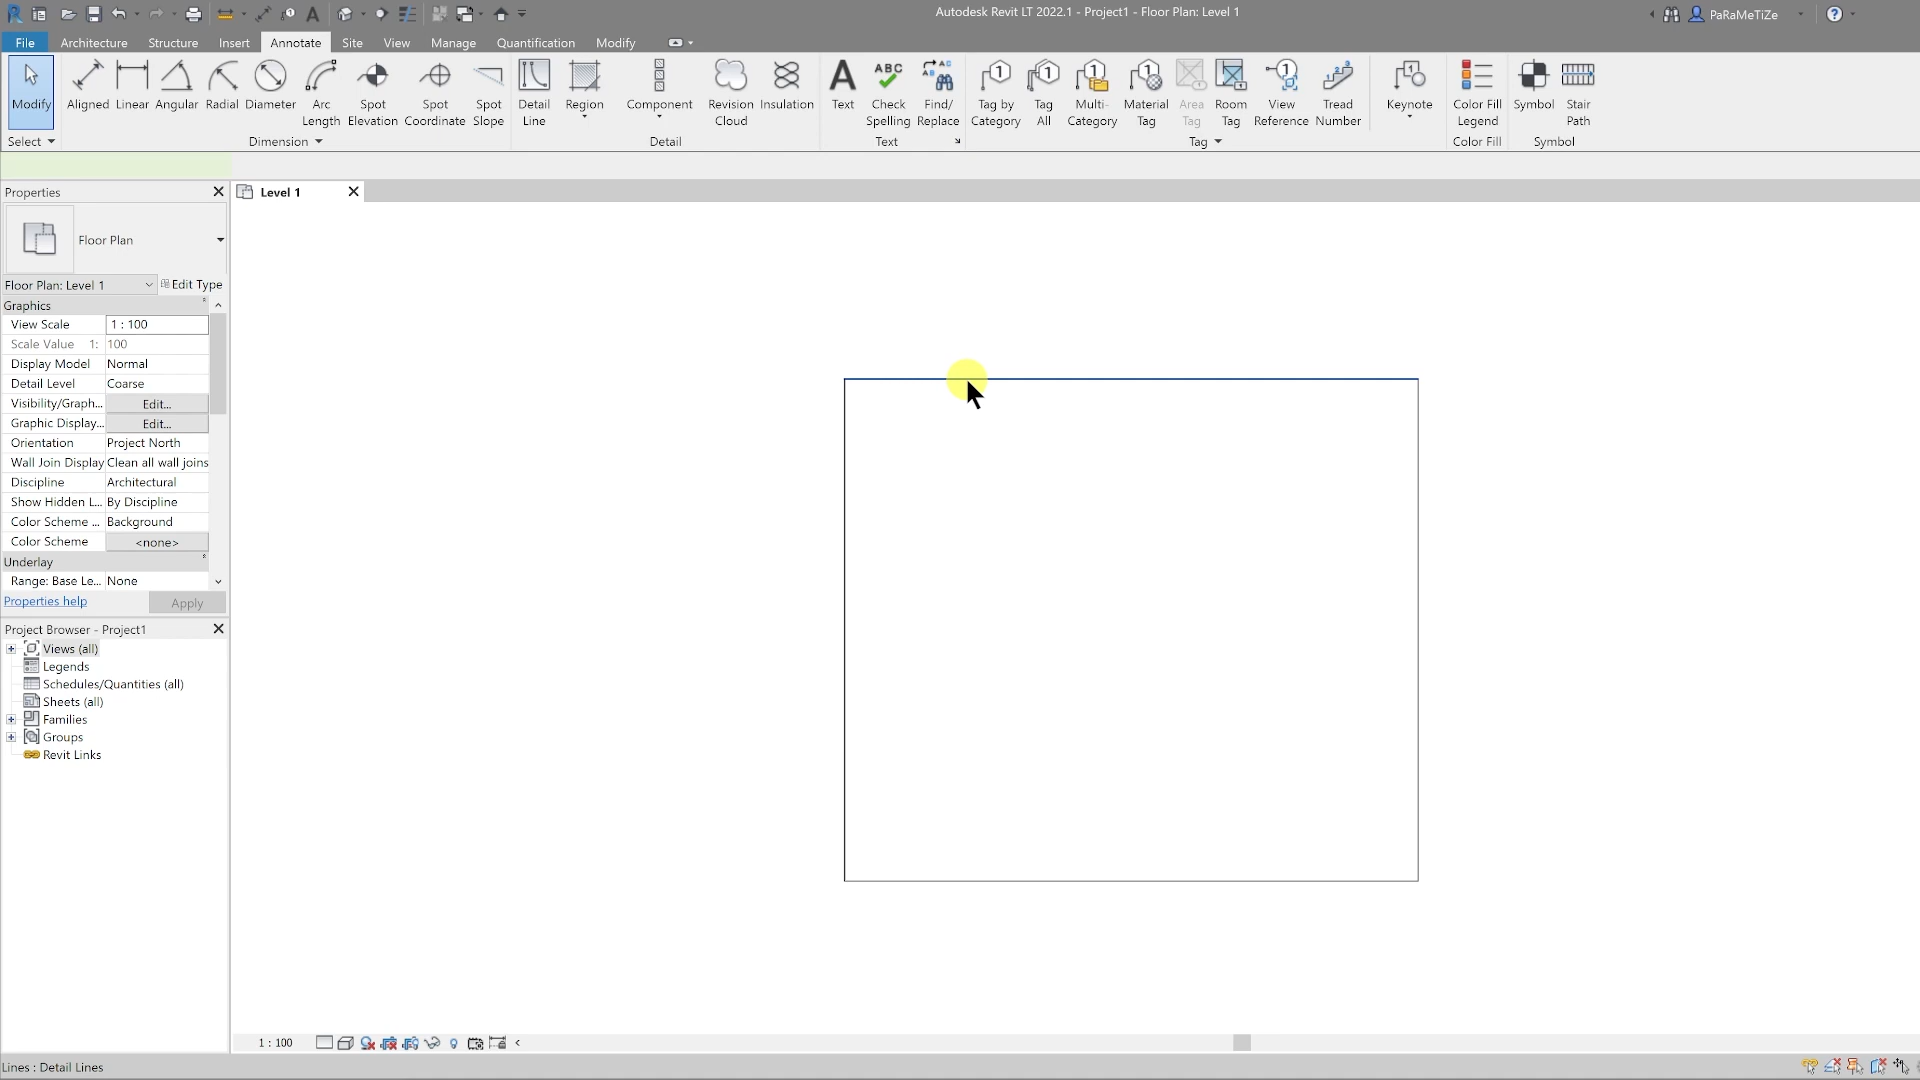 Autodesk Revit LT 2022.1 - Project1 - Floor Plan: Level 1
PaRaMeTiZe
File Architecture Structure Insert Annotate Site View Manage Quantification Modify
Modify
Aligned Linear Angular Radial Diameter Arc Length Spot Elevation Spot Coordinate Spot Slope
Detail Line Region Component Revision Cloud Insulation
Text Check Spelling Find/ Replace
Tag by Category Tag All Multi- Category Material Tag Area Tag Room Tag View Reference Tread Number
Keynote
Color Fill Legend
Symbol Stair Path
Select Dimension Detail Text Tag Color Fill Symbol
Properties
Level 1
Floor Plan
Floor Plan: Level 1 Edit Type
Graphics
View Scale 1 : 100
Scale Value 1: 100
Display Model Normal
Detail Level Coarse
Visibility/Graph... Edit...
Graphic Display... Edit...
Orientation Project North
Wall Join Display Clean all wall joins
Discipline Architectural
Show Hidden L... By Discipline
Color Scheme ... Background
Color Scheme <none>
Underlay
Range: Base Le... None
Properties help Apply
Project Browser - Project1
Views (all)
Legends
Schedules/Quantities (all)
Sheets (all)
Families
Groups
Revit Links
1 : 100
Lines : Detail Lines